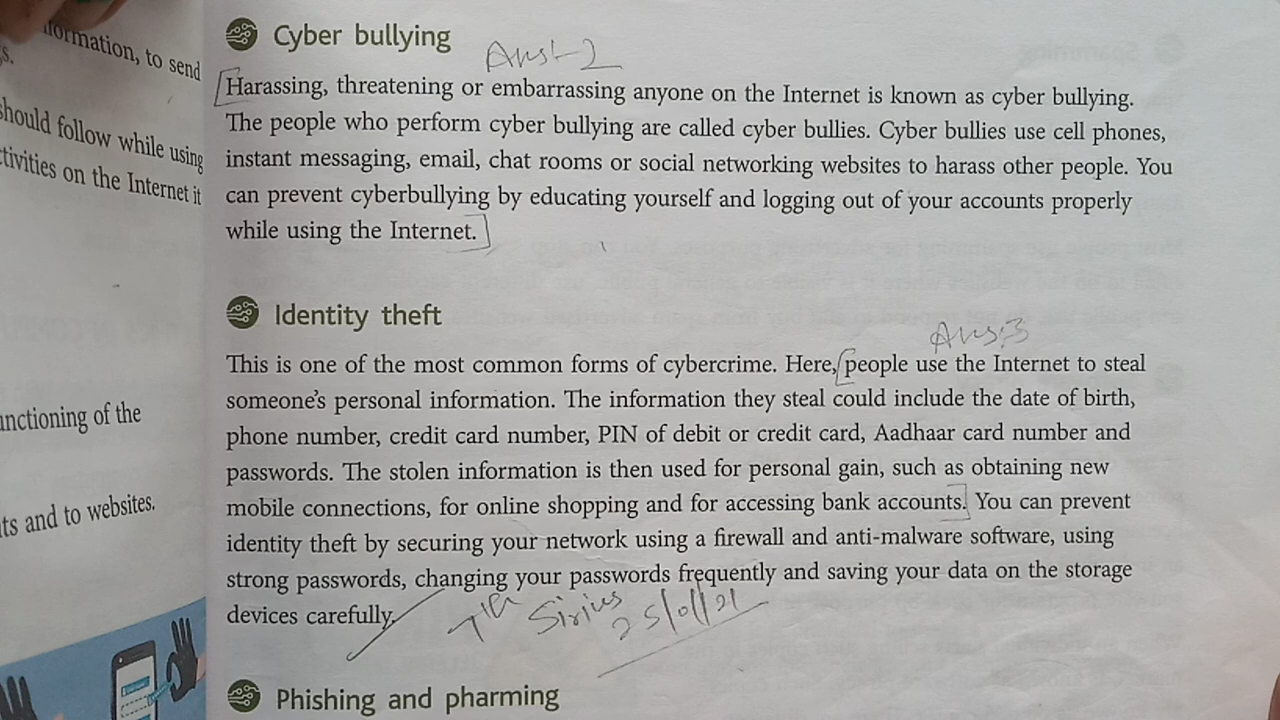 formation, to send
s.
should follow while using
tivities on the Internet it
unctioning of the
ts and to websites.
Cyber bullying
Ans:-2
Harassing, threatening or embarrassing anyone on the Internet is known as cyber bullying.
The people who perform cyber bullying are called cyber bullies. Cyber bullies use cell phones,
instant messaging, email, chat rooms or social networking websites to harass other people. You
can prevent cyberbullying by educating yourself and logging out of your accounts properly
while using the Internet.
Identity theft
Ans:3
This is one of the most common forms of cybercrime. Here, people use the Internet to steal
someone's personal information. The information they steal could include the date of birth,
phone number, credit card number, PIN of debit or credit card, Aadhaar card number and
passwords. The stolen information is then used for personal gain, such as obtaining new
mobile connections, for online shopping and for accessing bank accounts. You can prevent
identity theft by securing your network using a firewall and anti-malware software, using
strong passwords, changing your passwords frequently and saving your data on the storage
devices carefully.
Sirius
25/01/21
Phishing and pharming